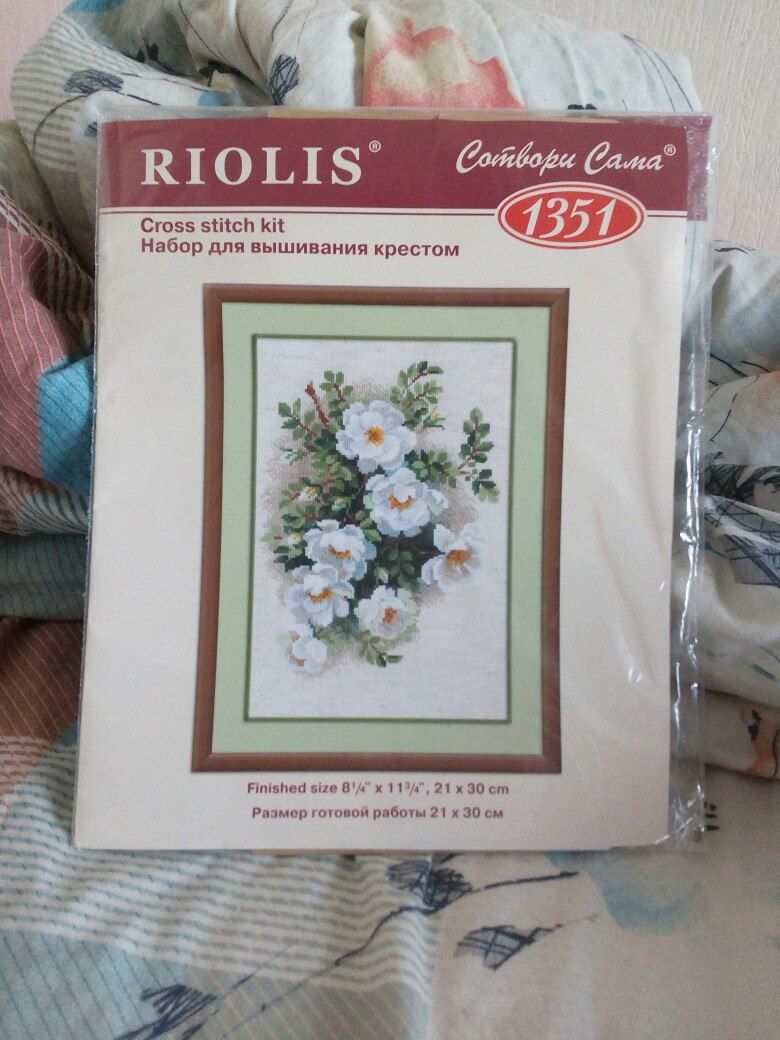 RIOLIS®
Сотвори Сама®
1351
Cross stitch kit
Набор для вышивания крестом
Finished size 8¹/₄" x 11³/₄", 21 x 30 cm
Размер готовой работы 21 x 30 см